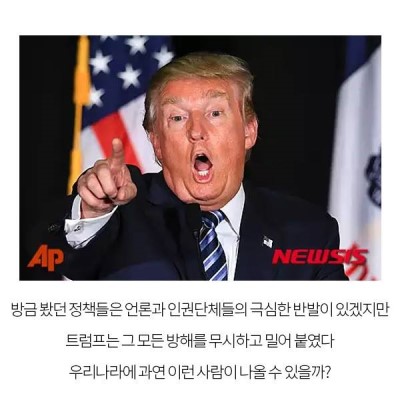 AP
NEWSIS
방금 봤던 정책들은 언론과 인권단체들의 극심한 반발이 있겠지만
트럼프는 그 모든 방해를 무시하고 밀어 붙였다
우리나라에 과연 이런 사람이 나올 수 있을까?